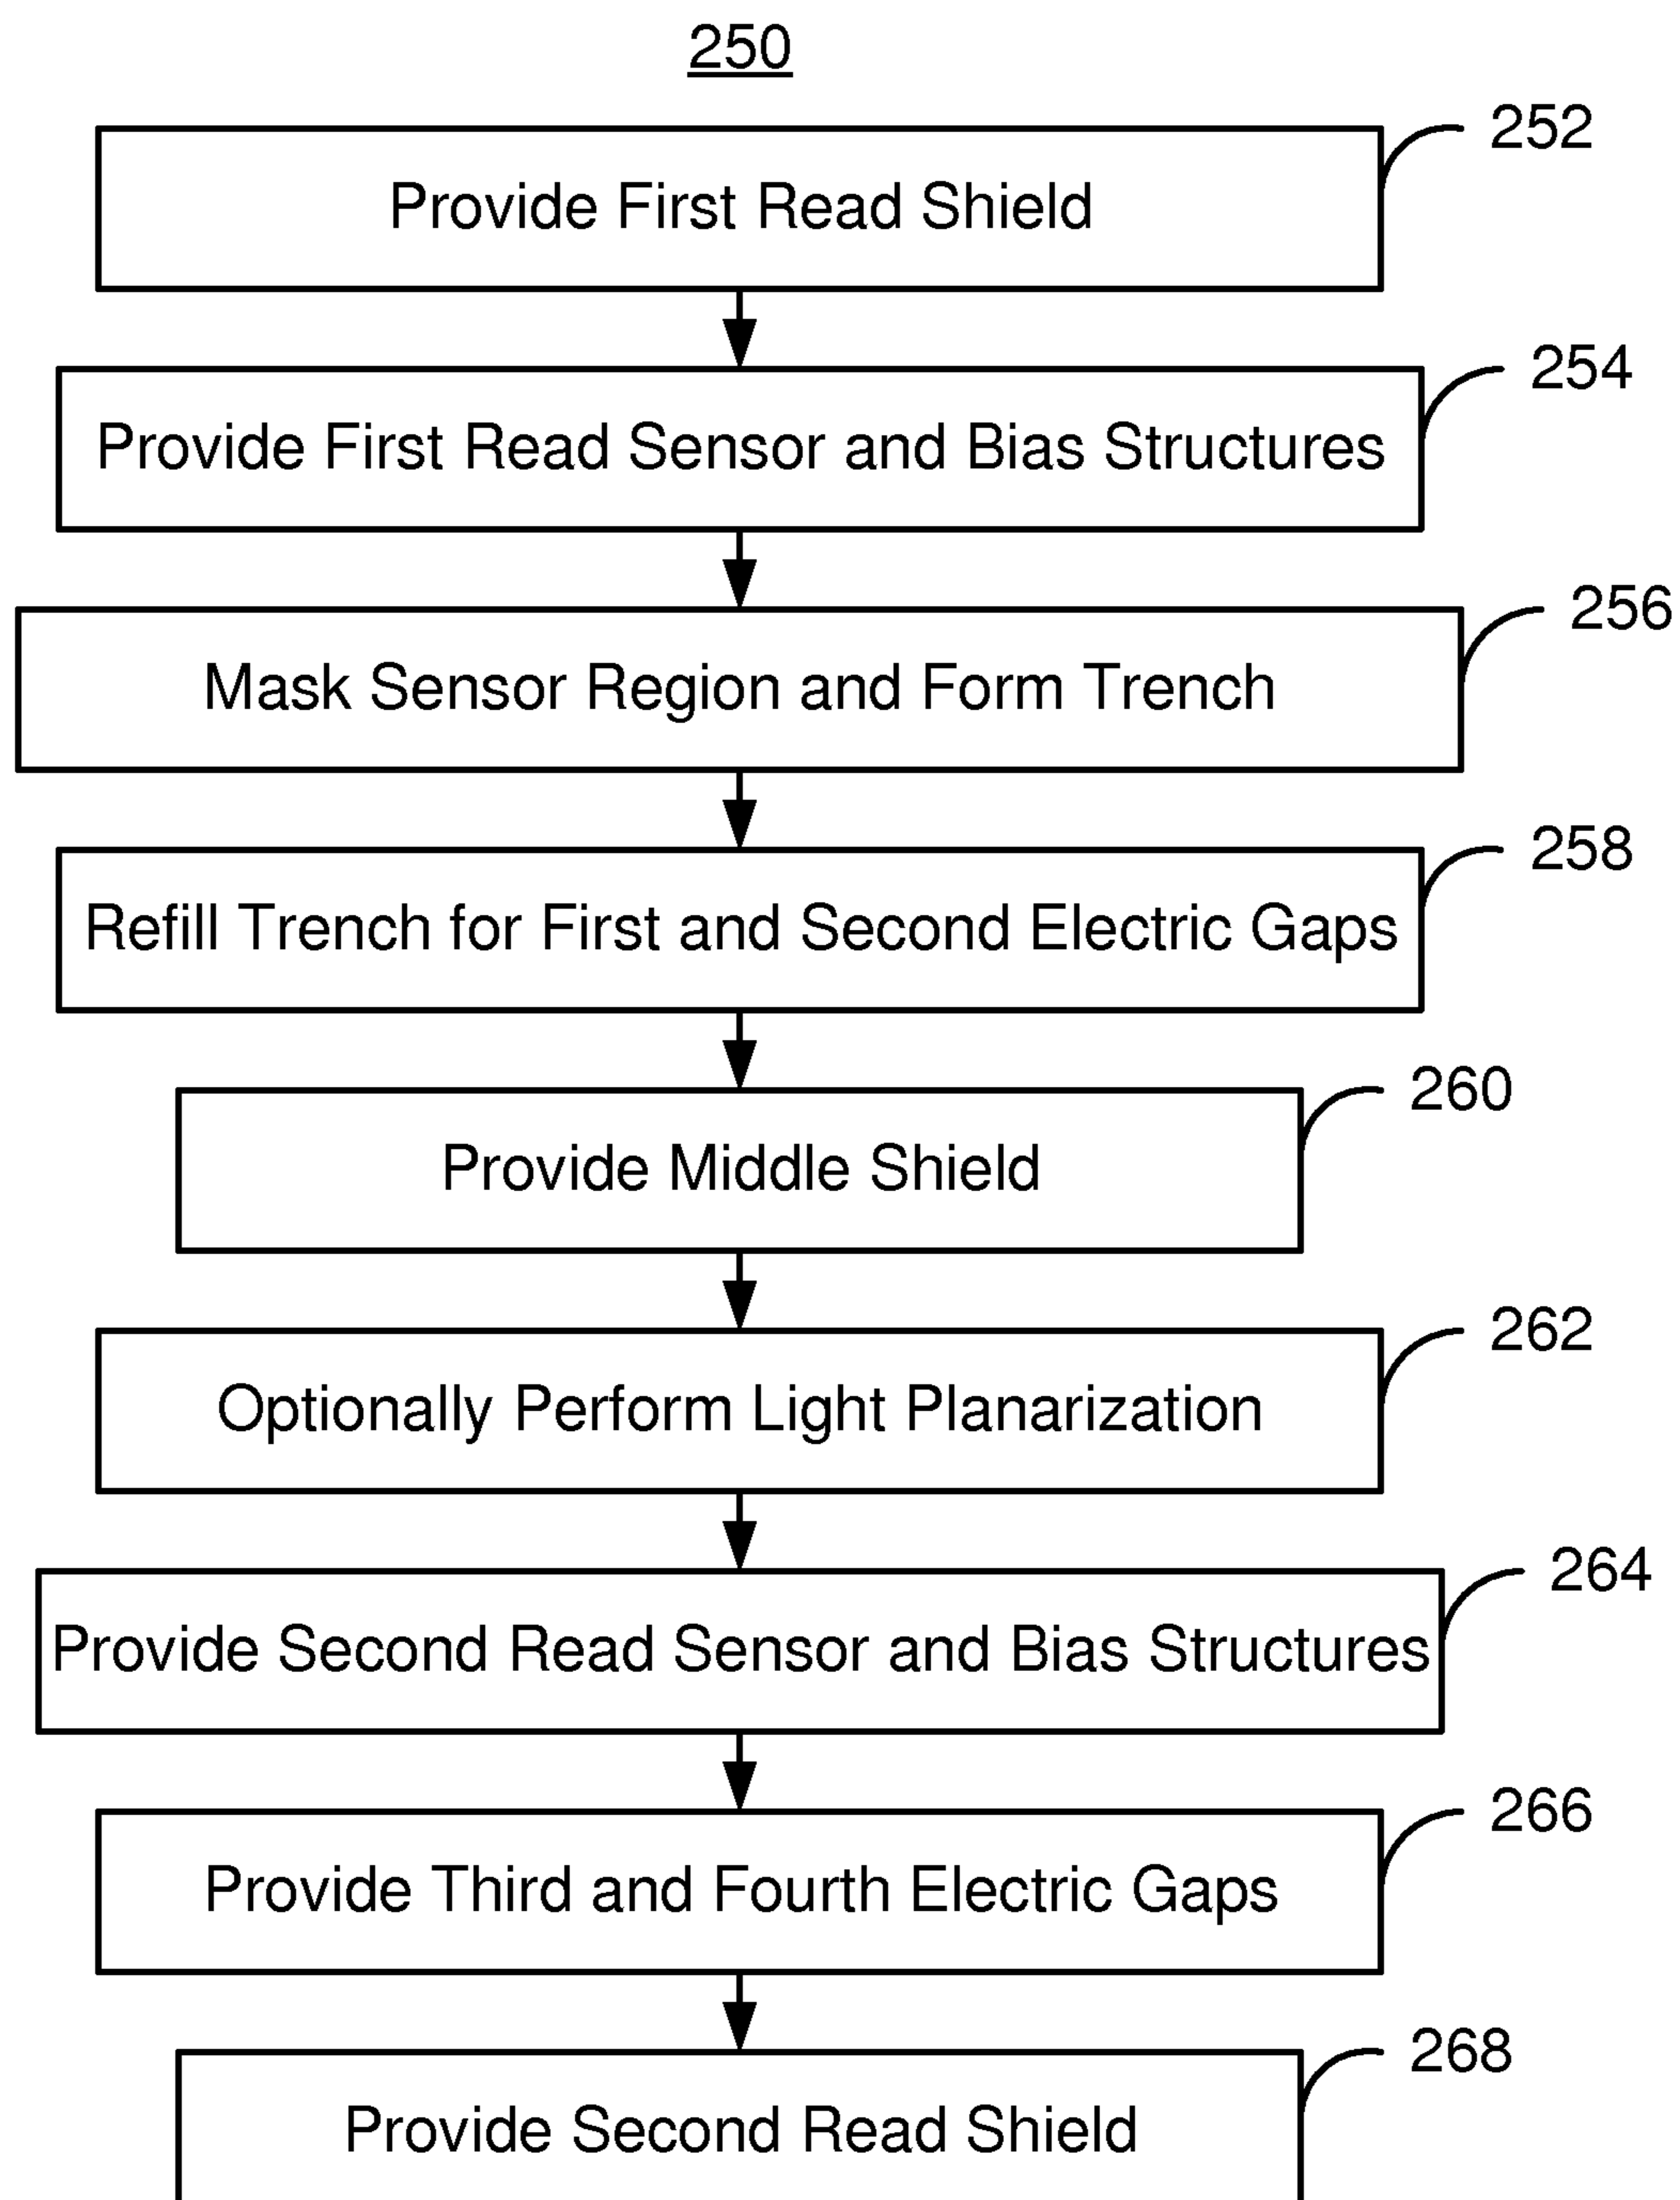 250
252
Provide First Read Shield
254
Provide First Read Sensor and Bias Structures
256
Mask Sensor Region and Form Trench
258
Refill Trench for First and Second Electric Gaps
260
Provide Middle Shield
262
Optionally Perform Light Planarization
264
Provide Second Read Sensor and Bias Structures
266
Provide Third and Fourth Electric Gaps
268
Provide Second Read Shield